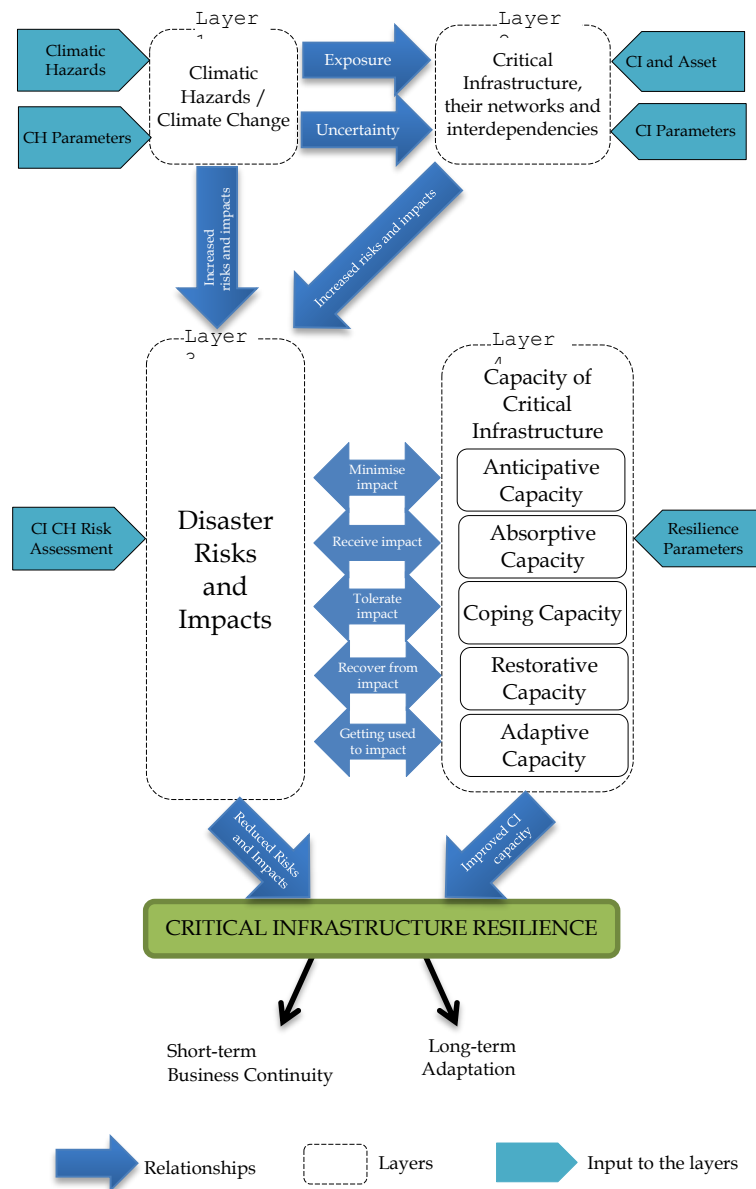 Layer
Layer
Climatic
Hazards
CH Parameters
Climatic
Hazards /
Climate Change
Exposure
Uncertainty
Critical
Infrastructure,
their networks and
interdependencies
CI and Asset
CI Parameters
Increased
risks and impacts
Increased risks and impacts
Layer
Layer
CI CH Risk
Assessment
Disaster
Risks
and
Impacts
Minimise
impact
Receive impact
Tolerate
impact
Recover from
impact
Getting used
to impact
Capacity of
Critical
Infrastructure
Anticipative
Capacity
Absorptive
Capacity
Coping Capacity
Restorative
Capacity
Adaptive
Capacity
Resilience
Parameters
Reduced Risks
and Impacts
Improved CI
capacity
CRITICAL INFRASTRUCTURE RESILIENCE
Short-term
Business Continuity
Long-term
Adaptation
Relationships
Layers
Input to the layers